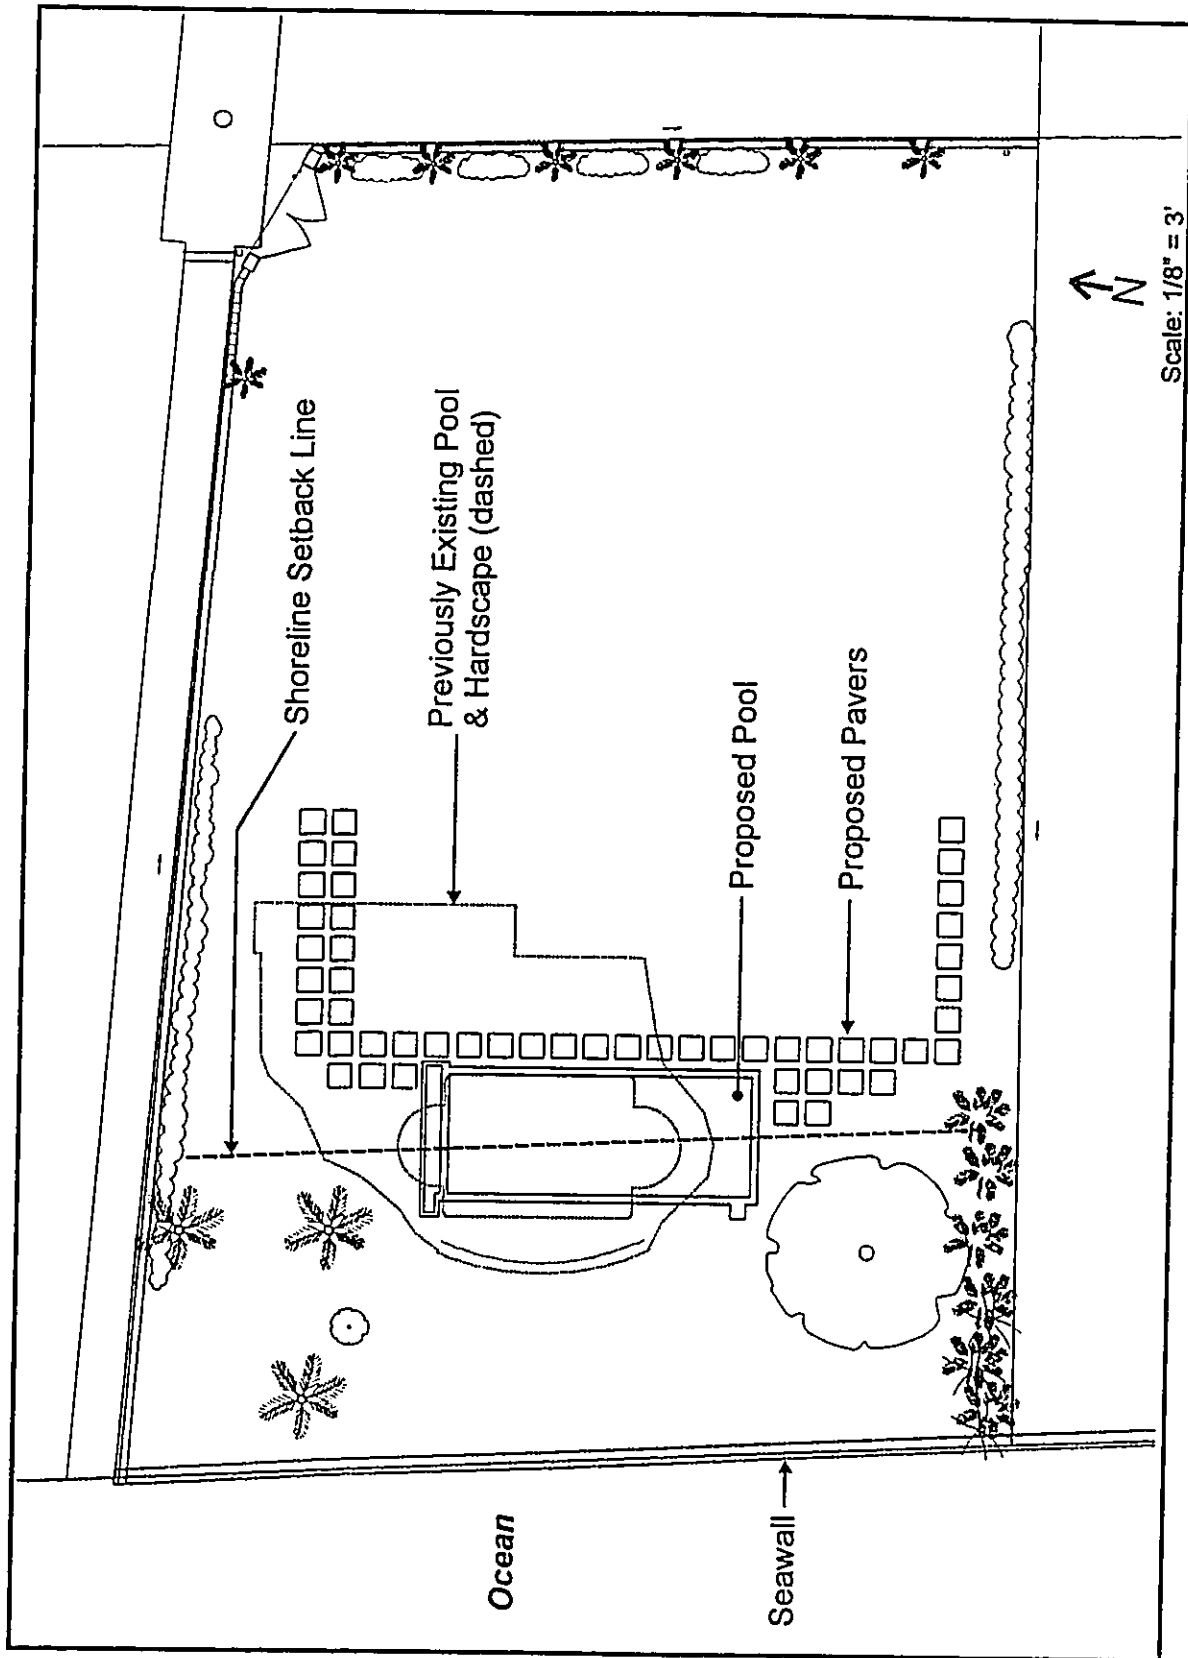 Shoreline Setback Line
Previously Existing Pool
& Hardscape (dashed)
Proposed Pool
Proposed Pavers
Ocean
Seawall
N
Scale: 1/8" = 3'